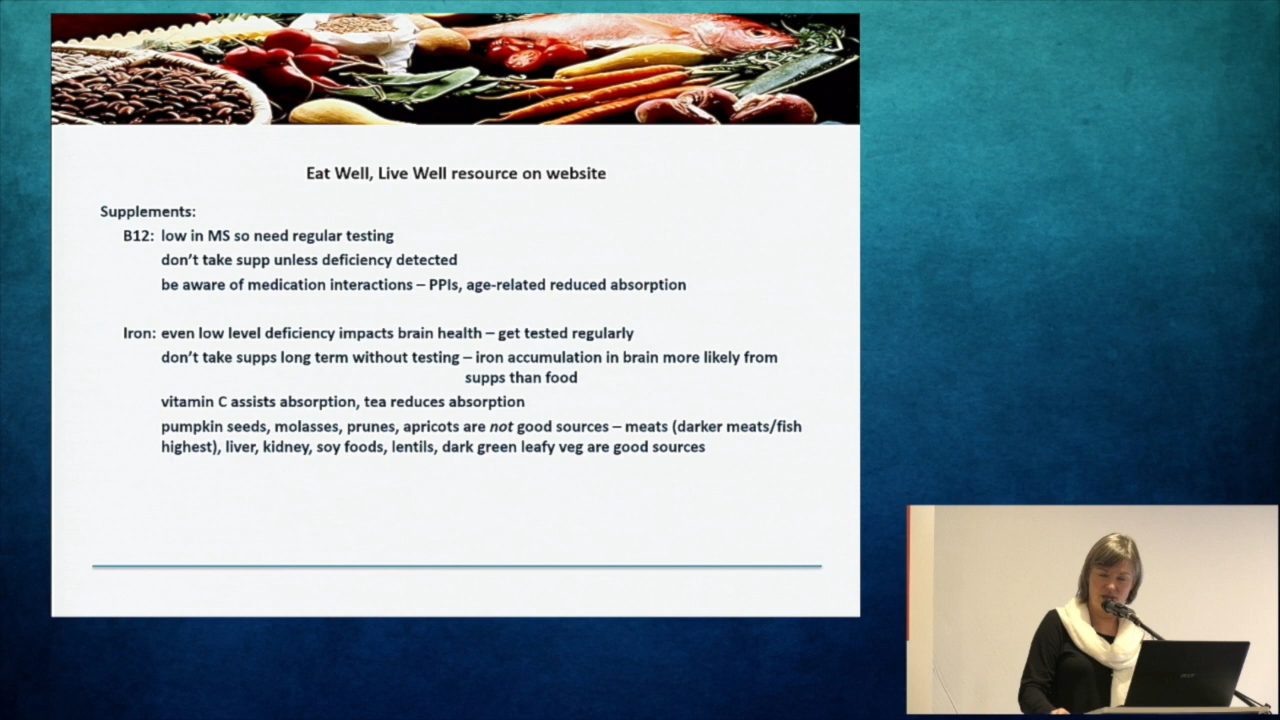 Eat Well, Live Well resource on website
Supplements:
B12: low in MS so need regular testing
don’t take supp unless deficiency detected
be aware of medication interactions – PPIs, age-related reduced absorption
Iron: even low level deficiency impacts brain health – get tested regularly
don’t take supps long term without testing – iron accumulation in brain more likely from
supps than food
vitamin C assists absorption, tea reduces absorption
pumpkin seeds, molasses, prunes, apricots are not good sources – meats (darker meats/fish
highest), liver, kidney, soy foods, lentils, dark green leafy veg are good sources
acer